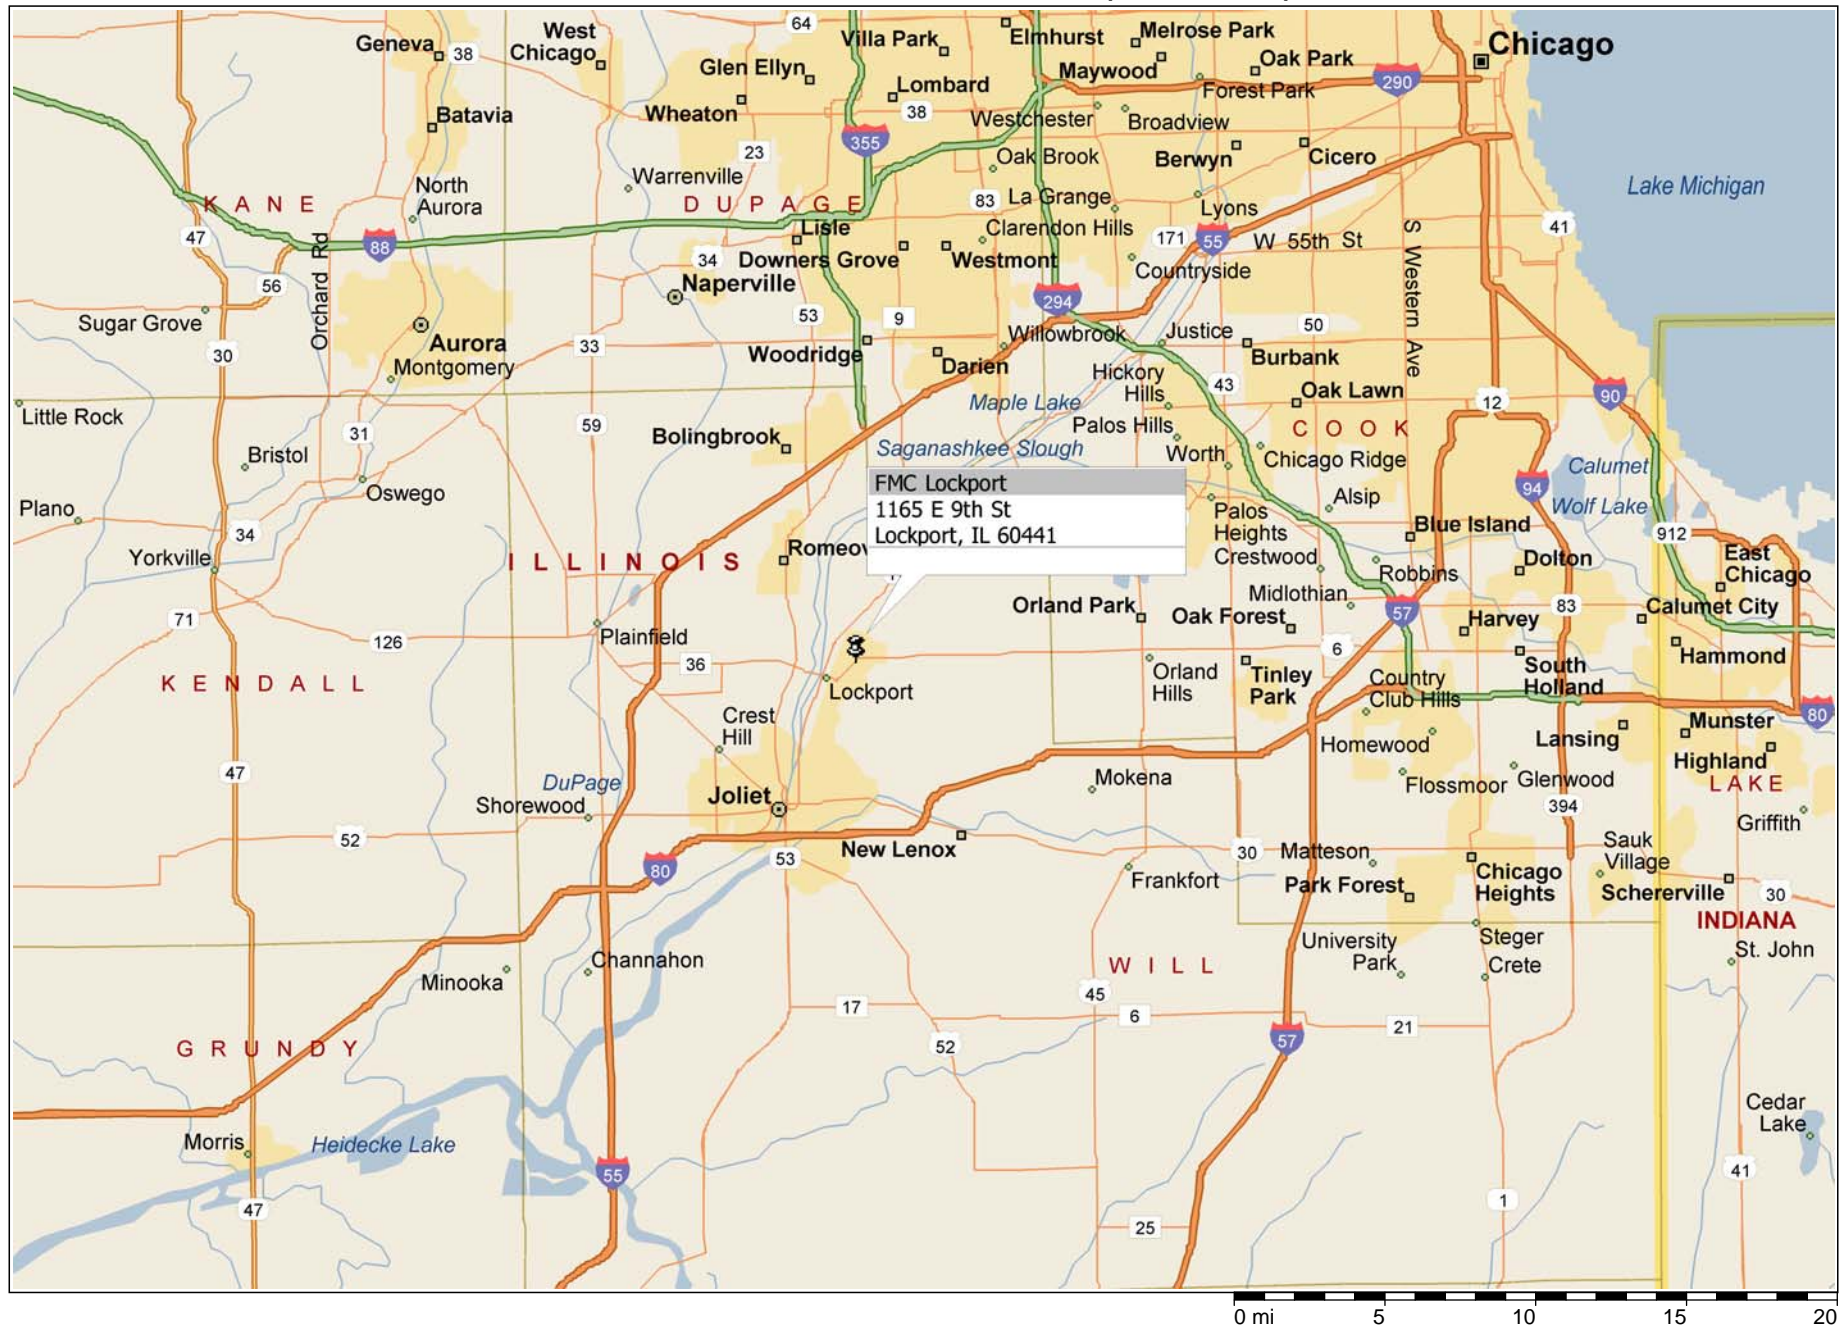 64
West Chicago
Geneva
38
Villa Park
Elmhurst
Melrose Park
Chicago
Glen Ellyn
Maywood
Oak Park
290
Lombard
Forest Park
Batavia
Wheaton
38
Westchester
Broadview
355
23
Oak Brook
Berwyn
Cicero
Warrenville
North Aurora
KANE
DUPAGE
83
La Grange
Lyons
Lake Michigan
47
88
Orchard Rd
Lisle
Clarendon Hills
171
55
W 55th St
S Western Ave
41
34
Downers Grove
Westmont
Countryside
56
Naperville
294
Sugar Grove
53
9
Willowbrook
Justice
50
30
Aurora
33
Woodridge
Darien
Burbank
Montgomery
Hickory Hills
43
Oak Lawn
12
90
Little Rock
Maple Lake
31
59
Bolingbrook
Palos Hills
COOK
Bristol
Saganashkee Slough
Worth
Chicago Ridge
Calumet
Oswego
FMC Lockport
1165 E 9th St
Lockport, IL 60441
94
Plano
Alsip
Wolf Lake
34
Palos Heights
Blue Island
912
Yorkville
ILLINOIS
Romeov
Crestwood
Dolton
East Chicago
Robbins
Midlothian
71
126
Plainfield
Orland Park
Oak Forest
57
83
Harvey
Calumet City
36
6
Hammond
KENDALL
Lockport
Orland Hills
Tinley Park
Country Club Hills
South Holland
80
Crest Hill
Homewood
Lansing
Munster
Highland
47
DuPage
Mokena
Flossmoor
Glenwood
LAKE
Shorewood
Joliet
394
Griffith
52
New Lenox
30
Matteson
Sauk Village
80
53
Frankfort
Park Forest
Chicago Heights
Schererville
30
INDIANA
University Park
Steger
St. John
Minooka
Channahon
WILL
Crete
45
17
6
21
GRUNDY
52
57
Morris
Heidecke Lake
Cedar Lake
55
41
47
25
1
0 mi
5
10
15
20